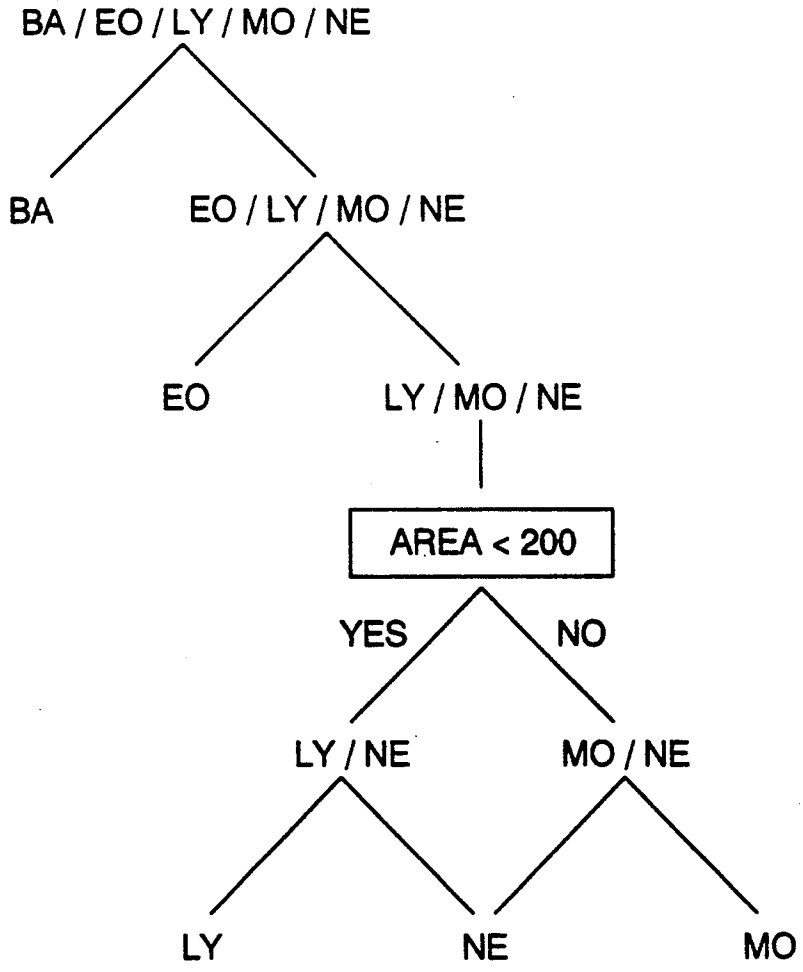 BA / EO / LY / MO / NE
BA
EO / LY / MO / NE
EO
LY / MO / NE
AREA < 200
YES
NO
LY / NE
MO / NE
LY
NE
MO